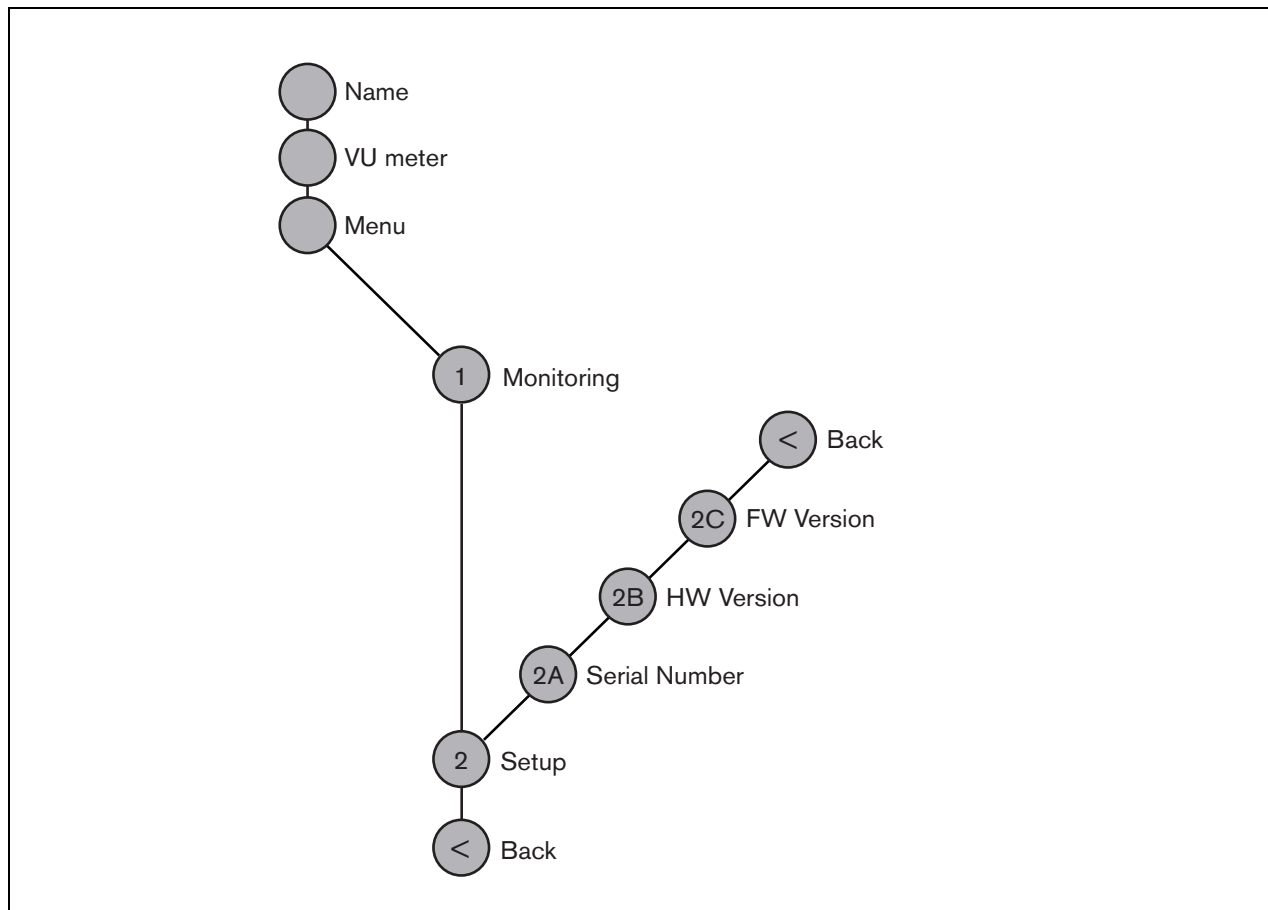 Name
VU meter
Menu
1 Monitoring
< Back
2C FW Version
2B HW Version
2A Serial Number
2 Setup
< Back